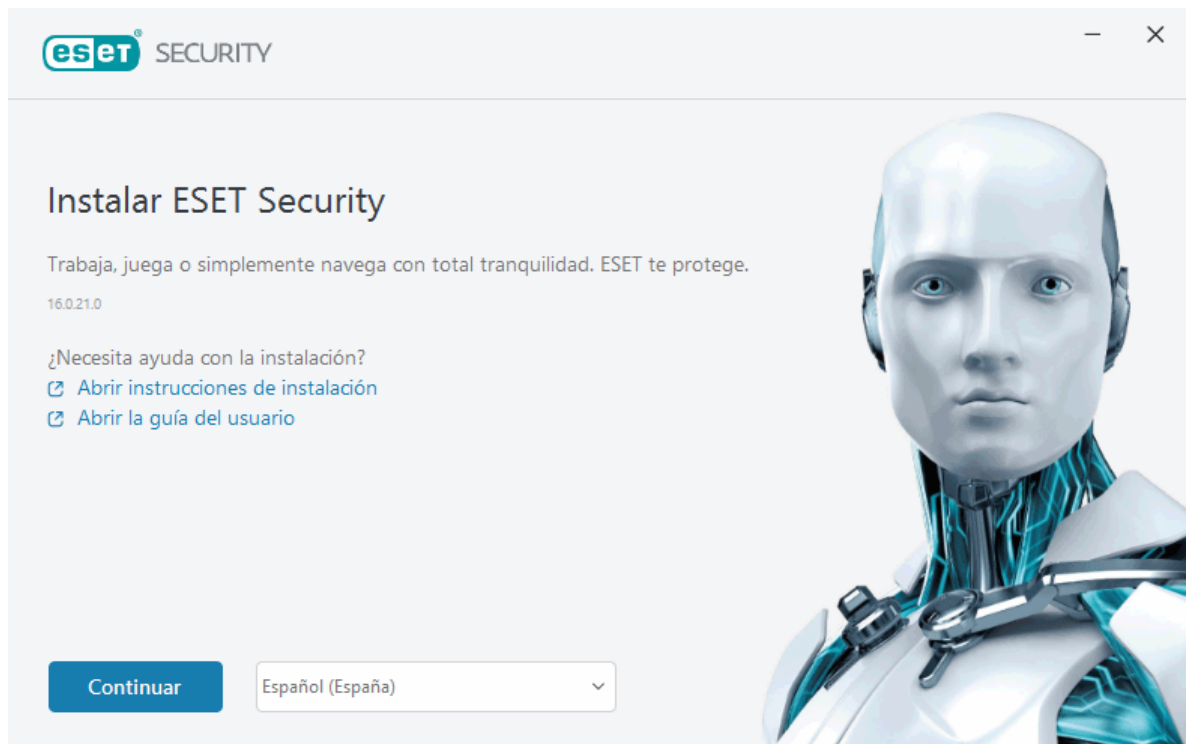 eset® SECURITY
Instalar ESET Security
Trabaja, juega o simplemente navega con total tranquilidad. ESET te protege.
16.0.21.0
¿Necesita ayuda con la instalación?
Abrir instrucciones de instalación
Abrir la guía del usuario
Continuar
Español (España)